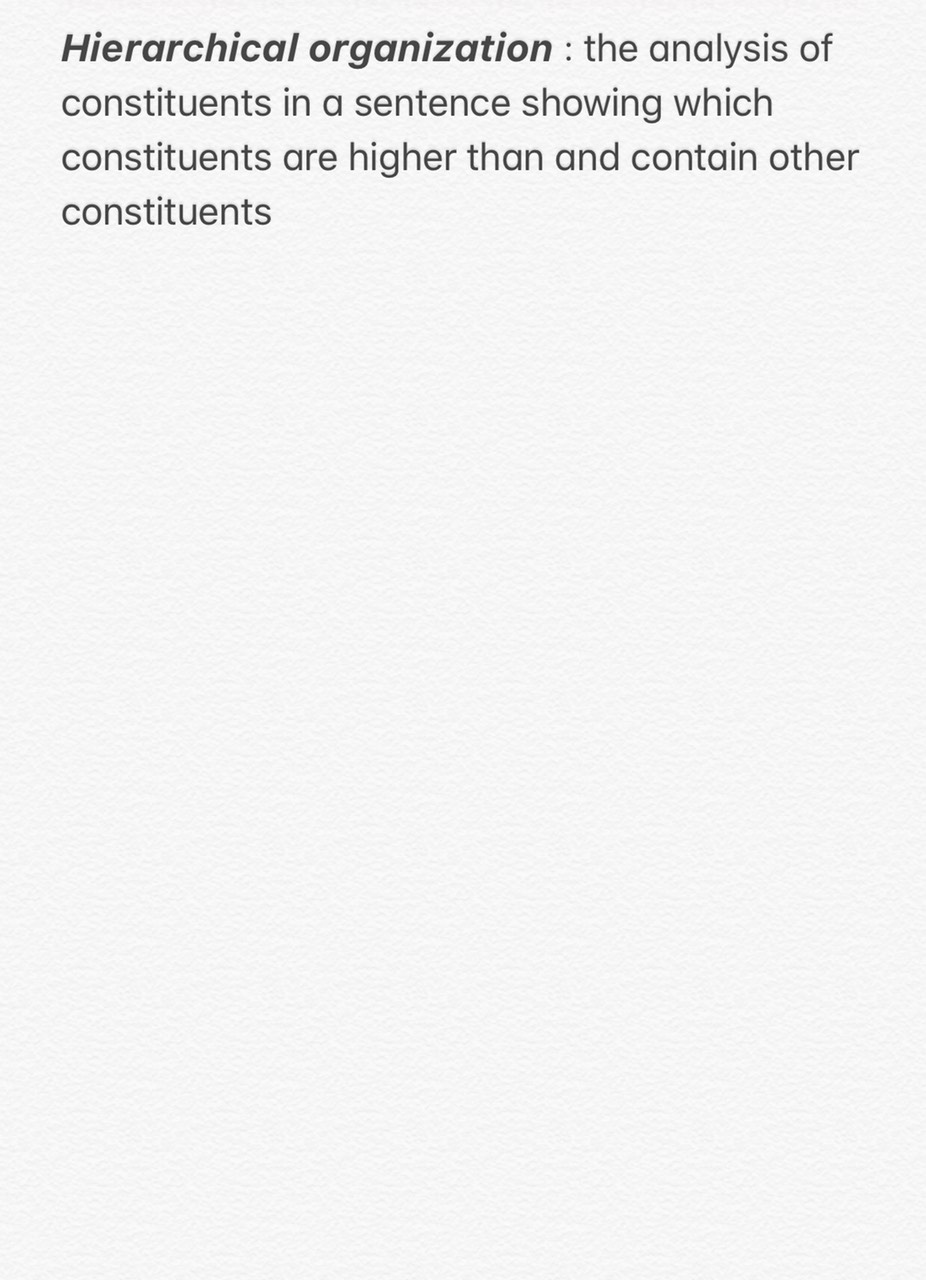 Hierarchical organization : the analysis of
constituents in a sentence showing which
constituents are higher than and contain other
constituents